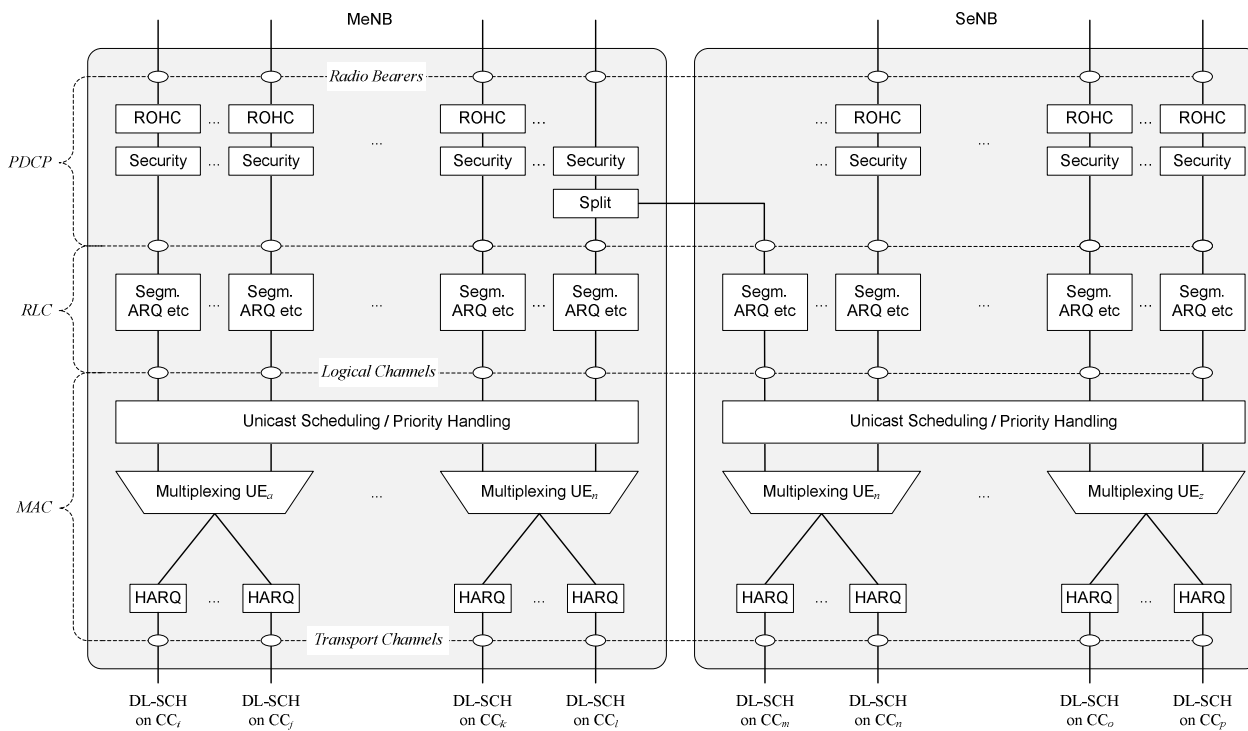 MeNB SeNB
Radio Bearers
ROHC ... ROHC ROHC ... ROHC ROHC ... ROHC
... ... ...
PDCP Security ... Security Security ... Security ... Security Security ... Security
Split
RLC Segm. ARQ etc ... Segm. ARQ etc ... Segm. ARQ etc ... Segm. ARQ etc Segm. ARQ etc ... Segm. ARQ etc ... Segm. ARQ etc ... Segm. ARQ etc
Logical Channels
Unicast Scheduling / Priority Handling Unicast Scheduling / Priority Handling
Multiplexing UEa ... Multiplexing UEn Multiplexing UEn ... Multiplexing UEz
MAC
HARQ ... HARQ HARQ ... HARQ HARQ ... HARQ HARQ ... HARQ
Transport Channels
DL-SCH DL-SCH DL-SCH DL-SCH DL-SCH DL-SCH DL-SCH DL-SCH
on CCi on CCj on CCk on CCl on CCm on CCn on CCo on CCp